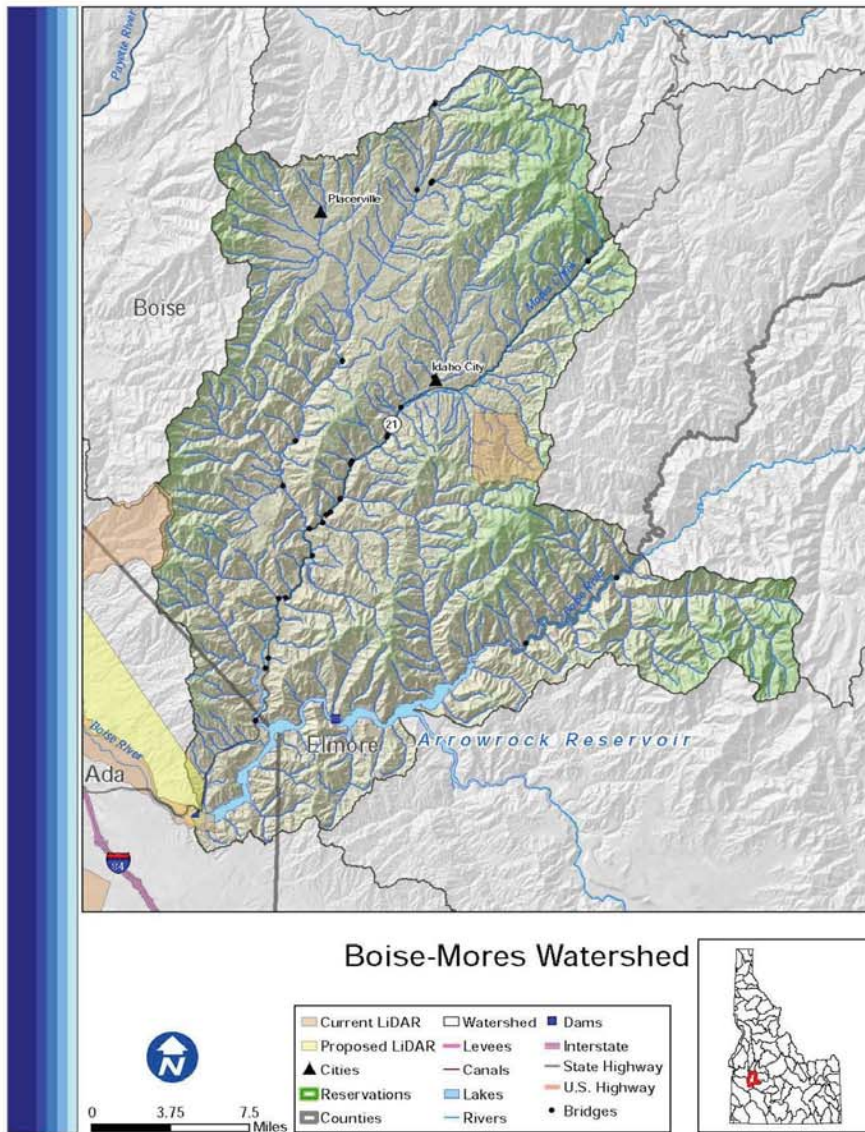 Payette River
Placerville
Boise
Mores Creek
Idaho City
21
Boise River
Boise River
Elmore
Arrowrock Reservoir
Ada
84
Boise-Mores Watershed
Current LiDAR
Proposed LiDAR
Cities
Reservations
Counties
Watershed
Levees
Canals
Lakes
Rivers
Dams
Interstate
State Highway
U.S. Highway
Bridges
N
0 3.75 7.5
Miles